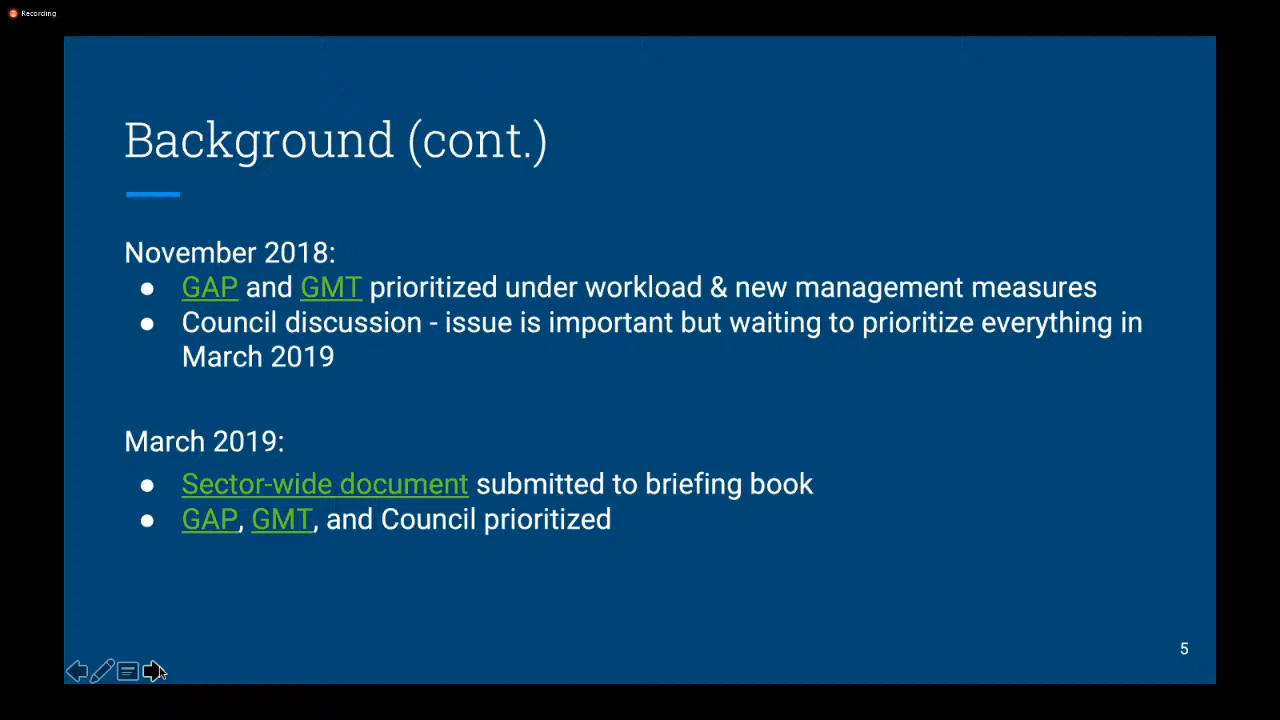 Recording
Background (cont.)
November 2018:
● GAP and GMT prioritized under workload & new management measures
● Council discussion - issue is important but waiting to prioritize everything in
March 2019
March 2019:
● Sector-wide document submitted to briefing book
● GAP, GMT, and Council prioritized
5